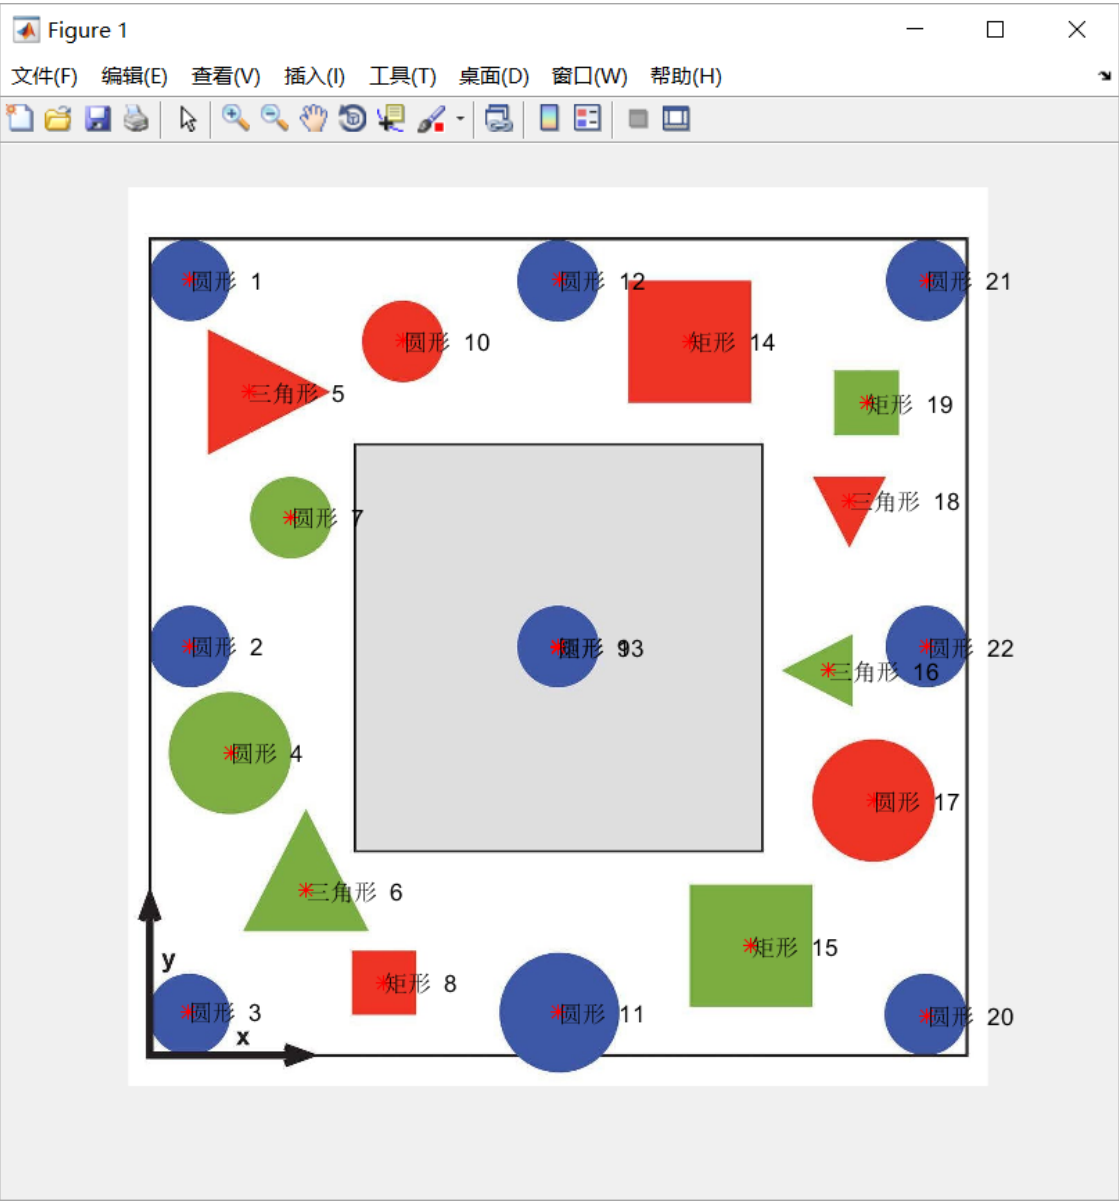 Figure 1
文件(F) 编辑(E) 查看(V) 插入(I) 工具(T) 桌面(D) 窗口(W) 帮助(H)
圆形 1
圆形 12
圆形 21
圆形 10
矩形 14
三角形 5
矩形 19
三角形 18
圆形 7
圆形 2
圆形 22
三角形 16
圆形 4
圆形 17
三角形 6
矩形 15
y
矩形 8
圆形 3
圆形 11
圆形 20
x